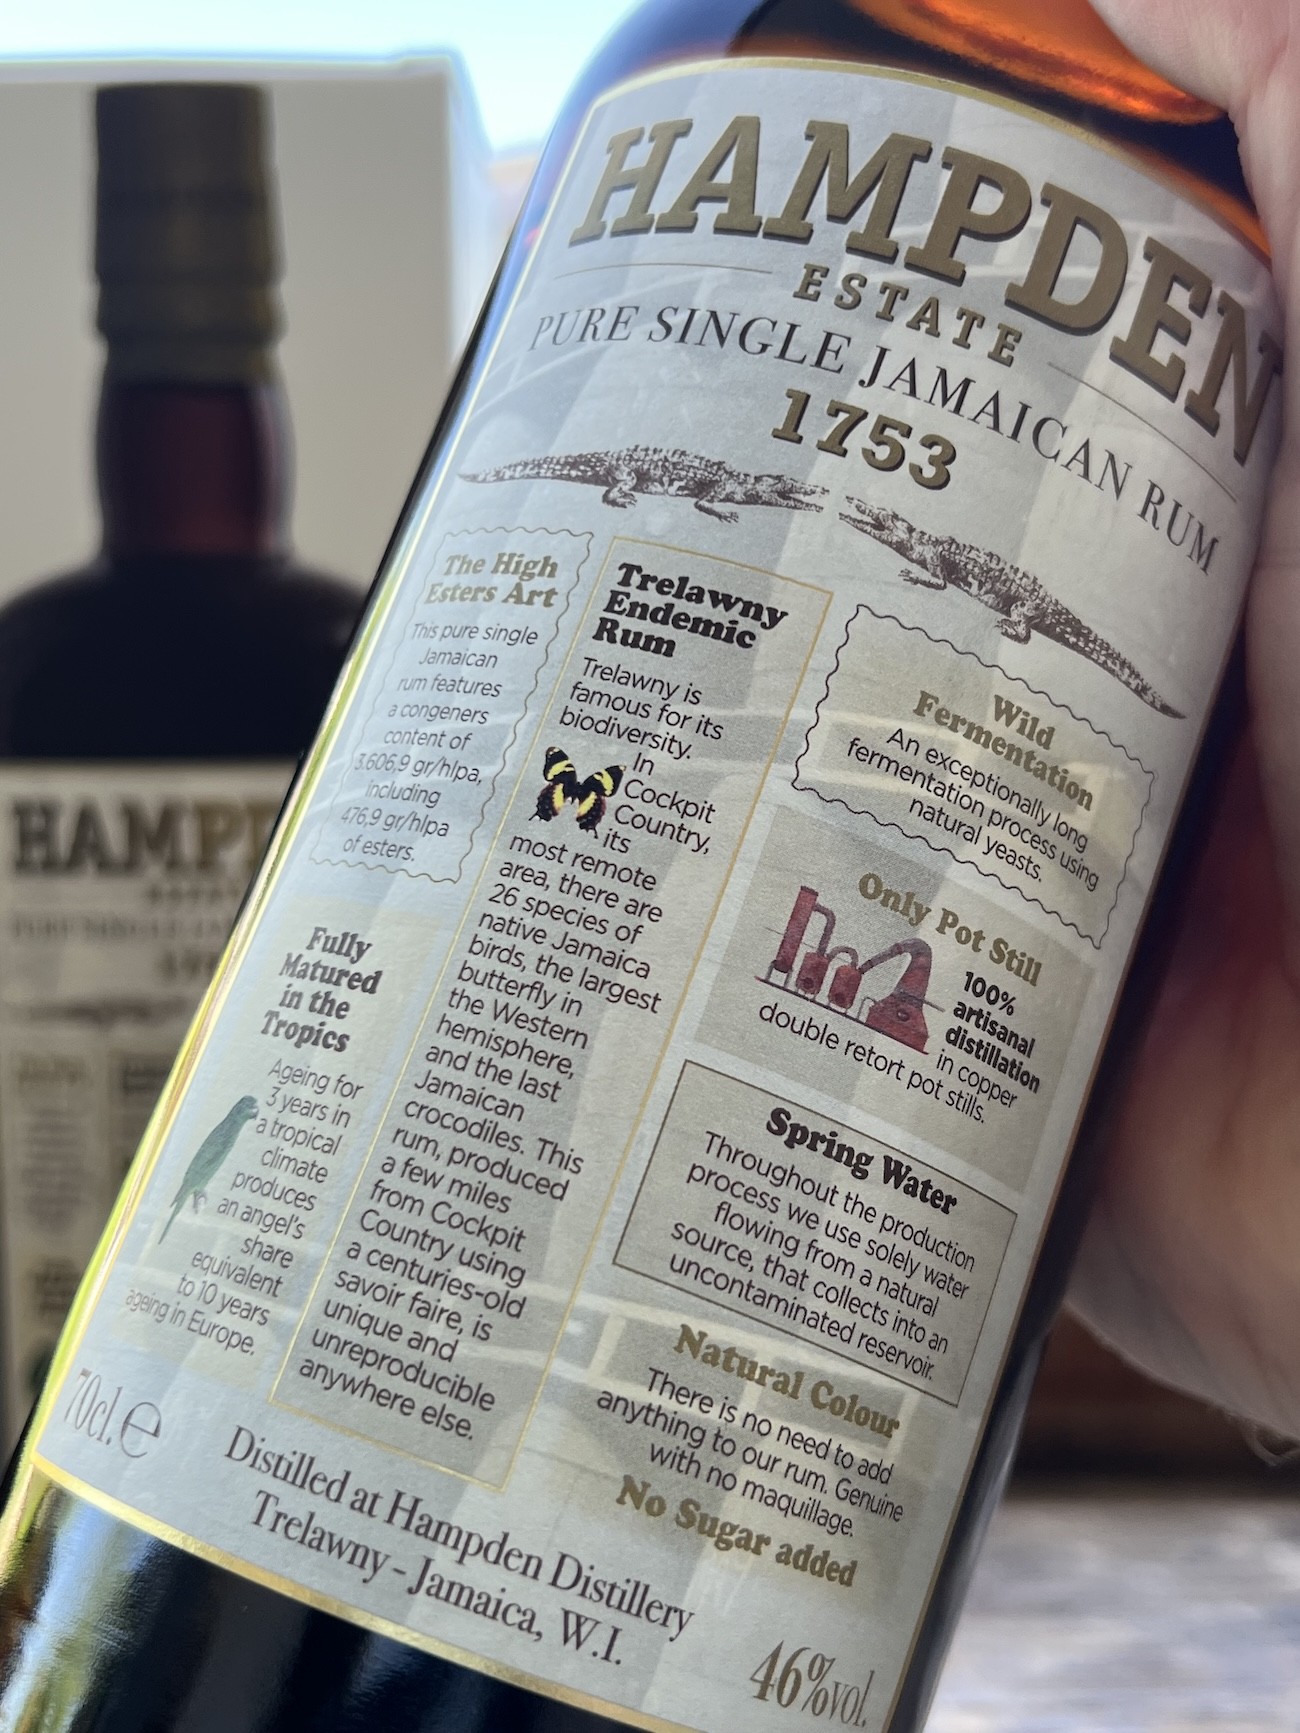 HAMPDEN
ESTATE
PURE SINGLE JAMAICAN RUM
1753
The High
Esters Art
This pure single
Jamaican
rum features
a congeners
content of
3.606,9 gr/hlpa,
including
476,9 gr/hlpa
of esters.
Fully
Matured
in the
Tropics
Ageing for
3 years in
a tropical
climate
produces
an angel's
share
equivalent
to 10 years
ageing in Europe.
70cl. ℮
Trelawny
Endemic
Rum
Trelawny is
famous for its
biodiversity.
In
Cockpit
Country,
its
most remote
area, there are
26 species of
native Jamaica
birds, the largest
butterfly in
the Western
hemisphere,
and the last
Jamaican
crocodiles. This
rum, produced
a few miles
from Cockpit
Country using
a centuries-old
savoir faire, is
unique and
unreproducible
anywhere else.
Wild
Fermentation
An exceptionally long
fermentation process using
natural yeasts.
Only Pot Still
100%
artisanal
distillation
in copper
double retort pot stills.
Spring Water
Throughout the production
process we use solely water
flowing from a natural
source, that collects into an
uncontaminated reservoir.
Natural Colour
There is no need to add
anything to our rum. Genuine
with no maquillage.
No Sugar added
Distilled at Hampden Distillery
Trelawny - Jamaica, W.I.
46%vol.